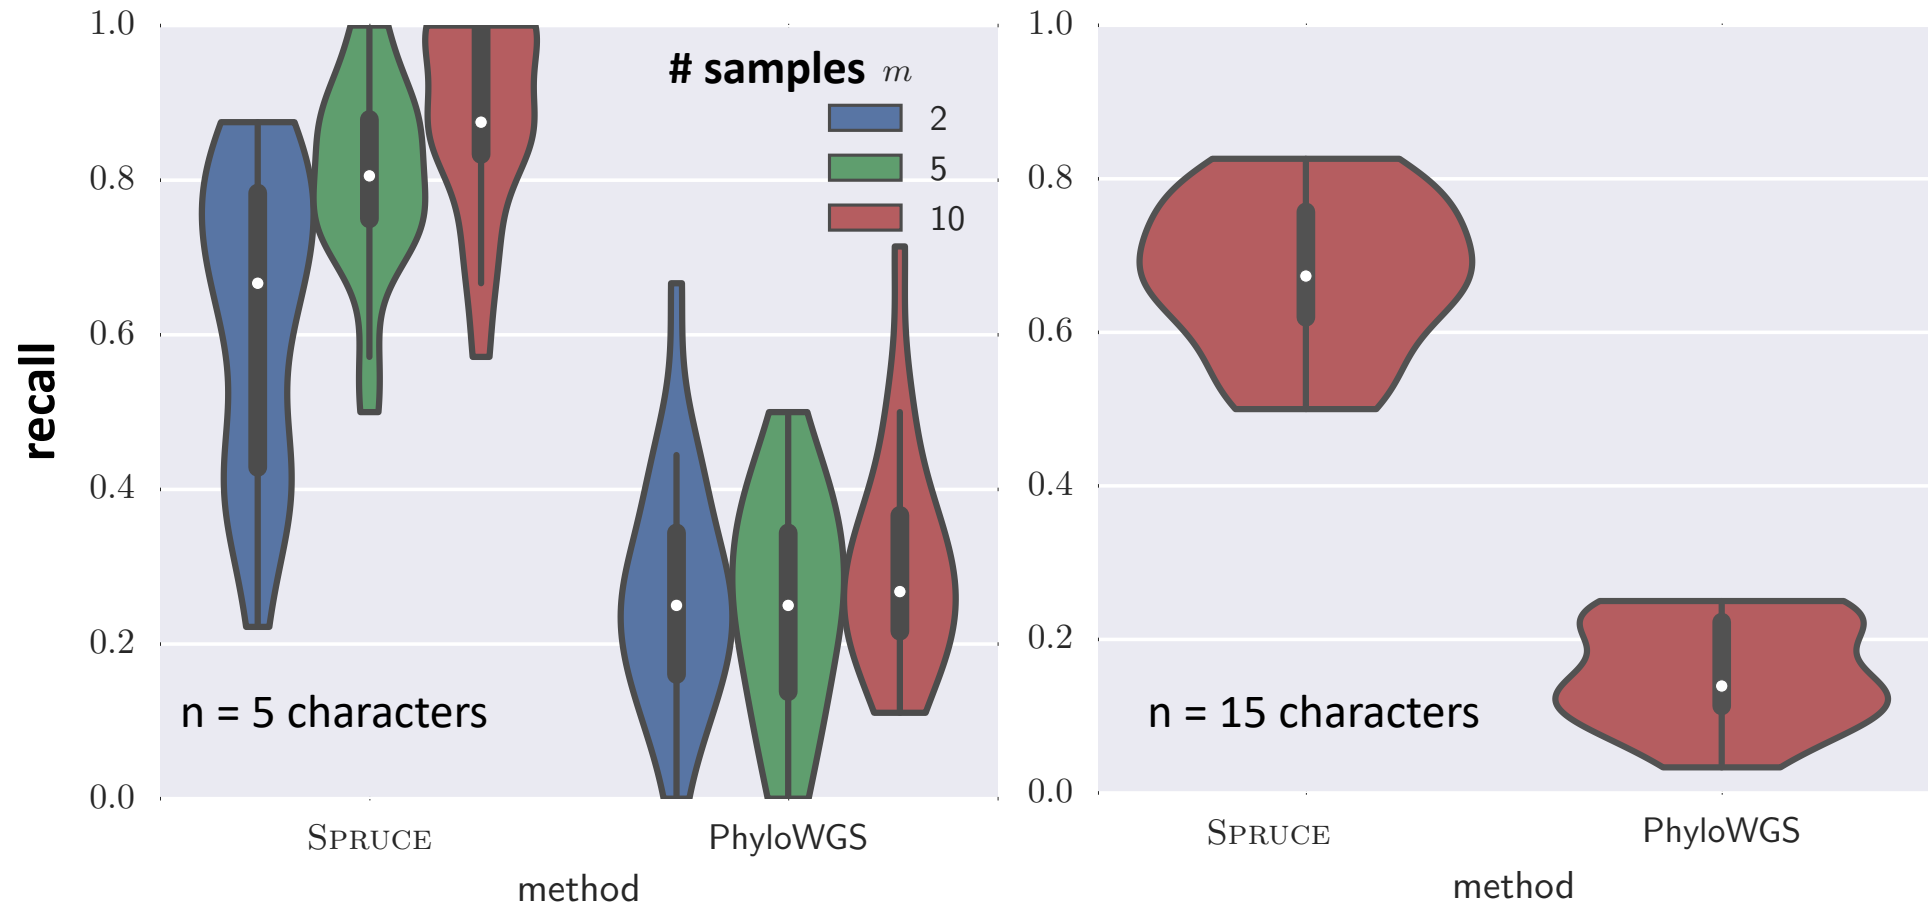 recall
1.0
0.8
0.6
0.4
0.2
0.0
# samples m
2
5
10
n = 5 characters
SPRUCE PhyloWGS
method
1.0
0.8
0.6
0.4
0.2
0.0
n = 15 characters
SPRUCE PhyloWGS
method